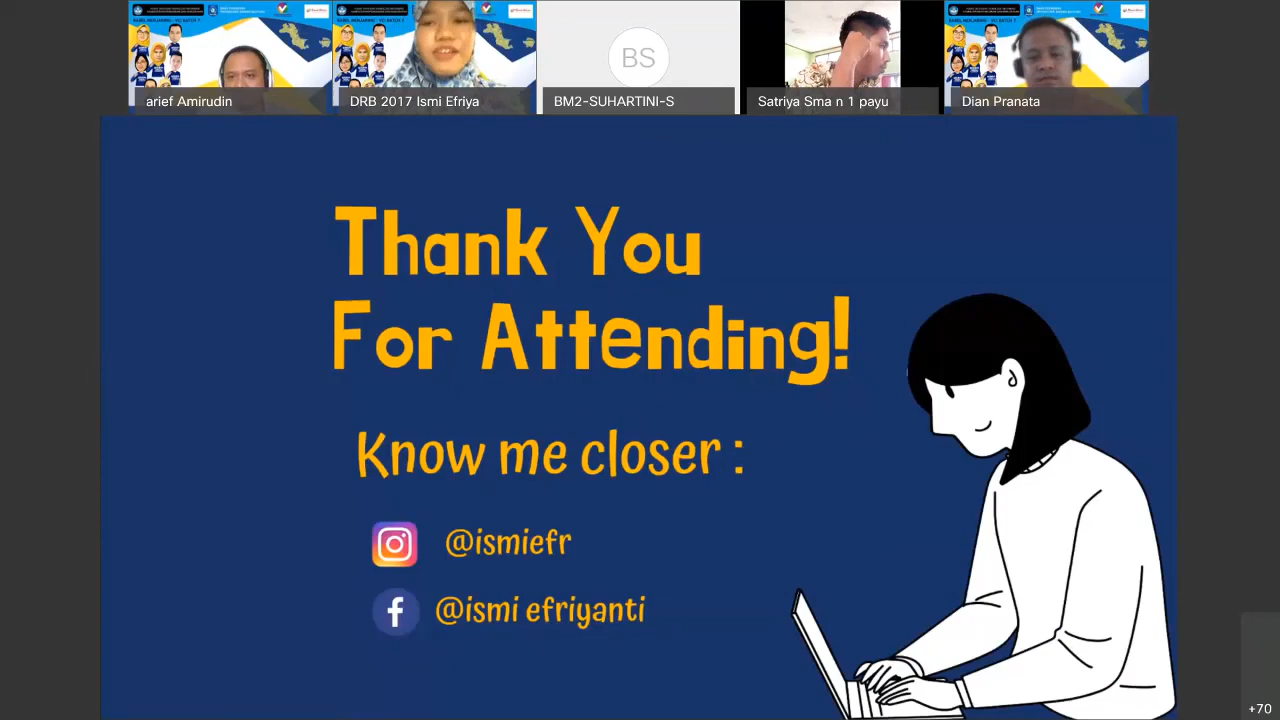 arief Amirudin
DRB 2017 Ismi Efriya
BS
BM2-SUHARTINI-S
Satriya Sma n 1 payu
Dian Pranata
Thank You
For Attending!
Know me closer :
@ismiefr
@ismi efriyanti
+70